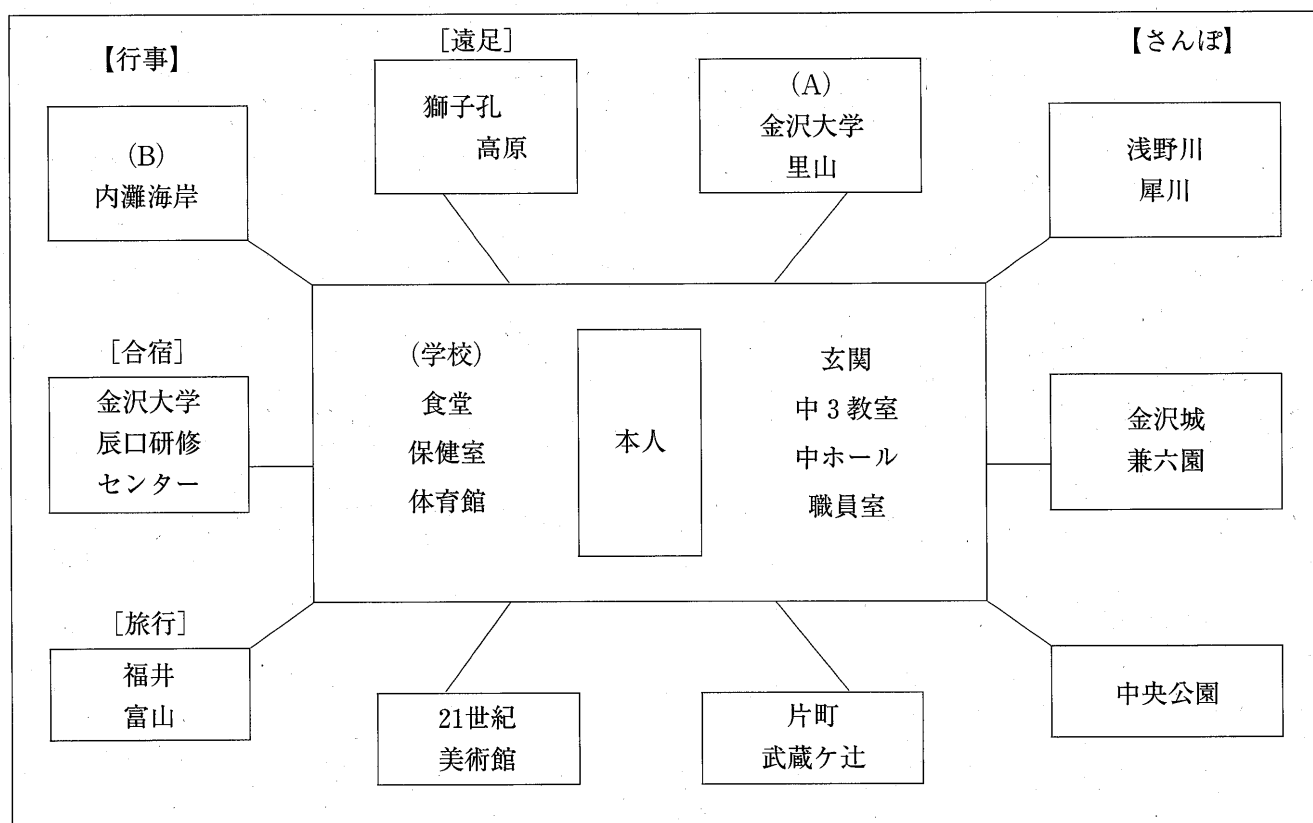 【行事】
[遠足]
【さんぽ】
(B)
内灘海岸
獅子孔
高原
(A)
金沢大学
里山
浅野川
犀川
[合宿]
金沢大学
辰口研修
センター
(学校)
食堂
保健室
体育館
本人
玄関
中3教室
中ホール
職員室
金沢城
兼六園
[旅行]
福井
富山
21世紀
美術館
片町
武蔵ケ辻
中央公園